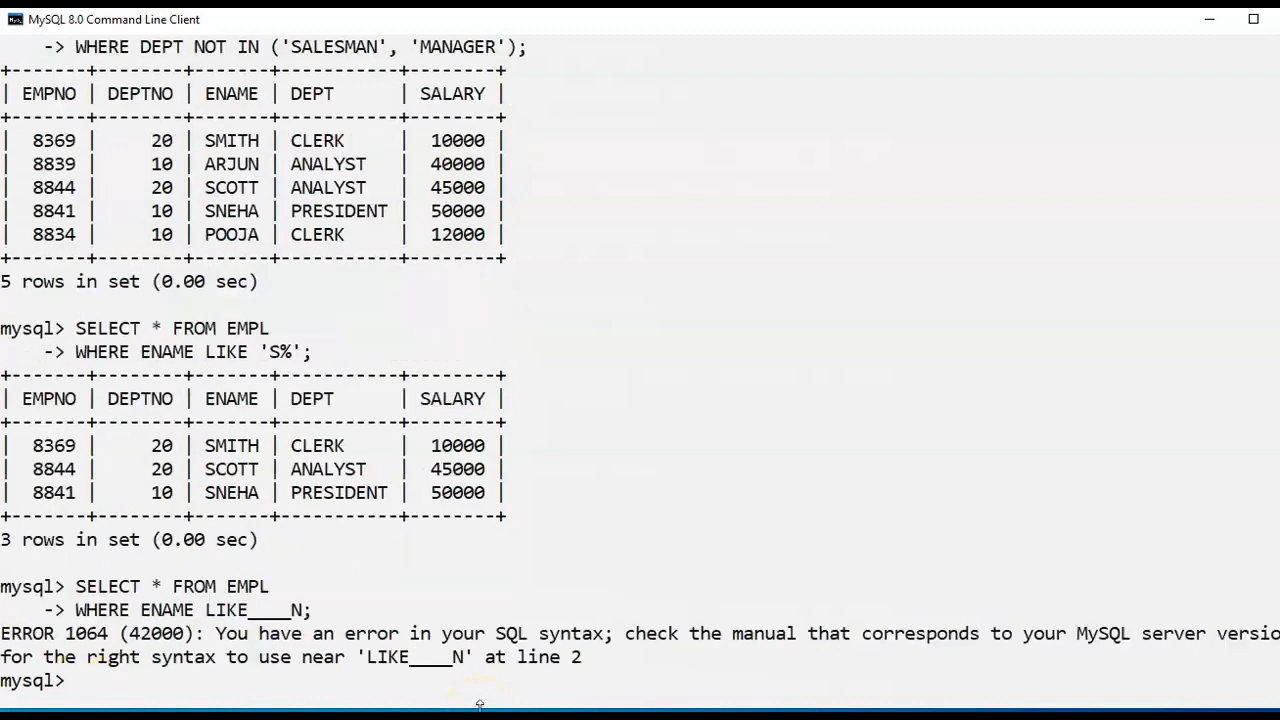 MySQL 8.0 Command Line Client
-> WHERE DEPT NOT IN ('SALESMAN', 'MANAGER');
+-------+--------+-------+-----------+--------+
| EMPNO | DEPTNO | ENAME | DEPT      | SALARY |
+-------+--------+-------+-----------+--------+
|  8369 |     20 | SMITH | CLERK     |  10000 |
|  8839 |     10 | ARJUN | ANALYST   |  40000 |
|  8844 |     20 | SCOTT | ANALYST   |  45000 |
|  8841 |     10 | SNEHA | PRESIDENT |  50000 |
|  8834 |     10 | POOJA | CLERK     |  12000 |
+-------+--------+-------+-----------+--------+
5 rows in set (0.00 sec)
mysql> SELECT * FROM EMPL
-> WHERE ENAME LIKE 'S%';
+-------+--------+-------+-----------+--------+
| EMPNO | DEPTNO | ENAME | DEPT      | SALARY |
+-------+--------+-------+-----------+--------+
|  8369 |     20 | SMITH | CLERK     |  10000 |
|  8844 |     20 | SCOTT | ANALYST   |  45000 |
|  8841 |     10 | SNEHA | PRESIDENT |  50000 |
+-------+--------+-------+-----------+--------+
3 rows in set (0.00 sec)
mysql> SELECT * FROM EMPL
-> WHERE ENAME LIKE____N;
ERROR 1064 (42000): You have an error in your SQL syntax; check the manual that corresponds to your MySQL server versio
for the right syntax to use near 'LIKE____N' at line 2
mysql>